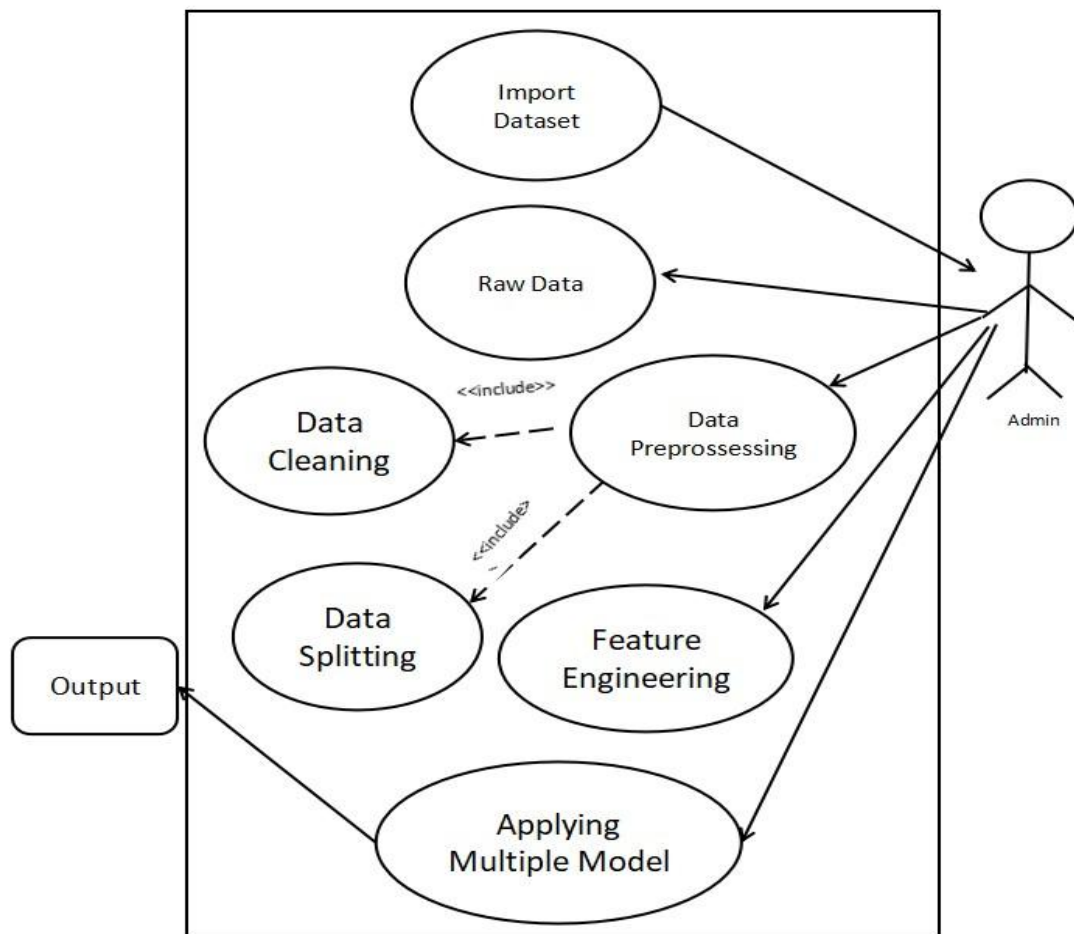 Import
Dataset
Raw Data
Admin
<<include>>
Data
Cleaning
Data
Preprossessing
<<include>
Data
Splitting
Feature
Engineering
Output
Applying
Multiple Model